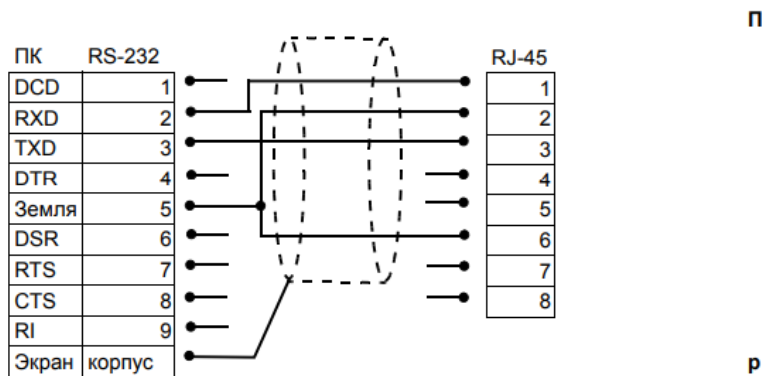 П
ПК RS-232 RJ-45
DCD 1 1
RXD 2 2
TXD 3 3
DTR 4 4
Земля 5 5
DSR 6 6
RTS 7 7
CTS 8 8
RI 9
Экран корпус
р